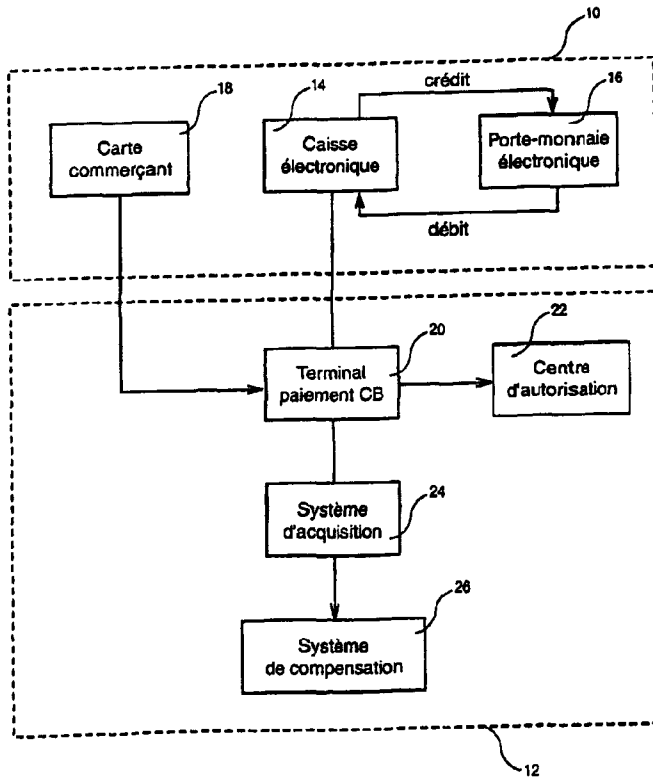 10
18
14
crédit
16
Carte
commerçant
Caisse
électronique
Porte-monnaie
électronique
débit
20
22
Terminal
paiement CB
Centre
d'autorisation
24
Système
d'acquisition
26
Système
de compensation
12